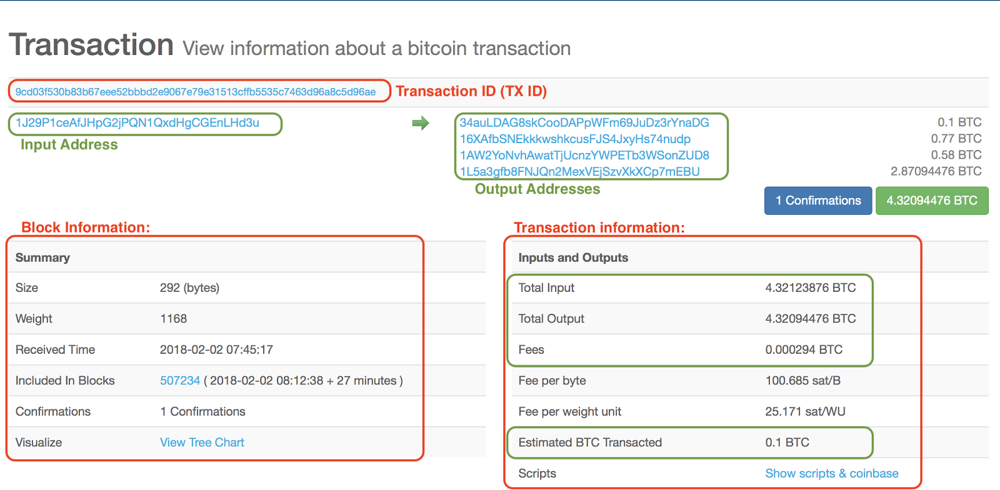 Transaction View information about a bitcoin transaction
9cd03f530b83b67eee52bbbd2e9067e79e31513cffb5535c7463d96a8c5d96ae Transaction ID (TX ID)
1J29P1ceAfJHpG2jPQN1QxdHgCGEnLHd3u
Input Address
34auLDAG8skCooDAPpWFm69JuDz3rYnaDG 0.1 BTC
16XAfbSNEkkkwshkcusFJS4JxyHs74nudp 0.77 BTC
1AW2YoNvhAwatTjUcnzYWPETb3WSonZUD8 0.58 BTC
1L5a3gfb8FNJQn2MexVEjSzvXkXCp7mEBU 2.87094476 BTC
Output Addresses
1 Confirmations 4.32094476 BTC
Block Information:
Summary
Size 292 (bytes)
Weight 1168
Received Time 2018-02-02 07:45:17
Included In Blocks 507234 ( 2018-02-02 08:12:38 + 27 minutes )
Confirmations 1 Confirmations
Visualize View Tree Chart
Transaction information:
Inputs and Outputs
Total Input 4.32123876 BTC
Total Output 4.32094476 BTC
Fees 0.000294 BTC
Fee per byte 100.685 sat/B
Fee per weight unit 25.171 sat/WU
Estimated BTC Transacted 0.1 BTC
Scripts Show scripts & coinbase